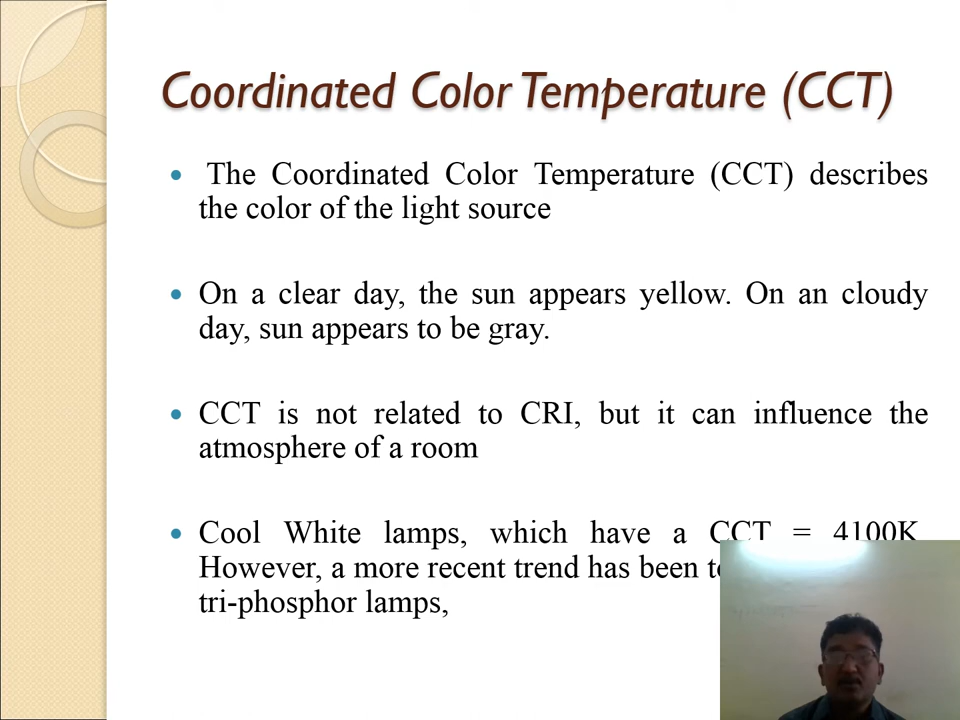 Coordinated Color Temperature (CCT)
The Coordinated Color Temperature (CCT) describes
the color of the light source
On a clear day, the sun appears yellow. On an cloudy
day, sun appears to be gray.
CCT is not related to CRI, but it can influence the
atmosphere of a room
Cool White lamps, which have a CCT = 4100K.
However, a more recent trend has been
tri-phosphor lamps,